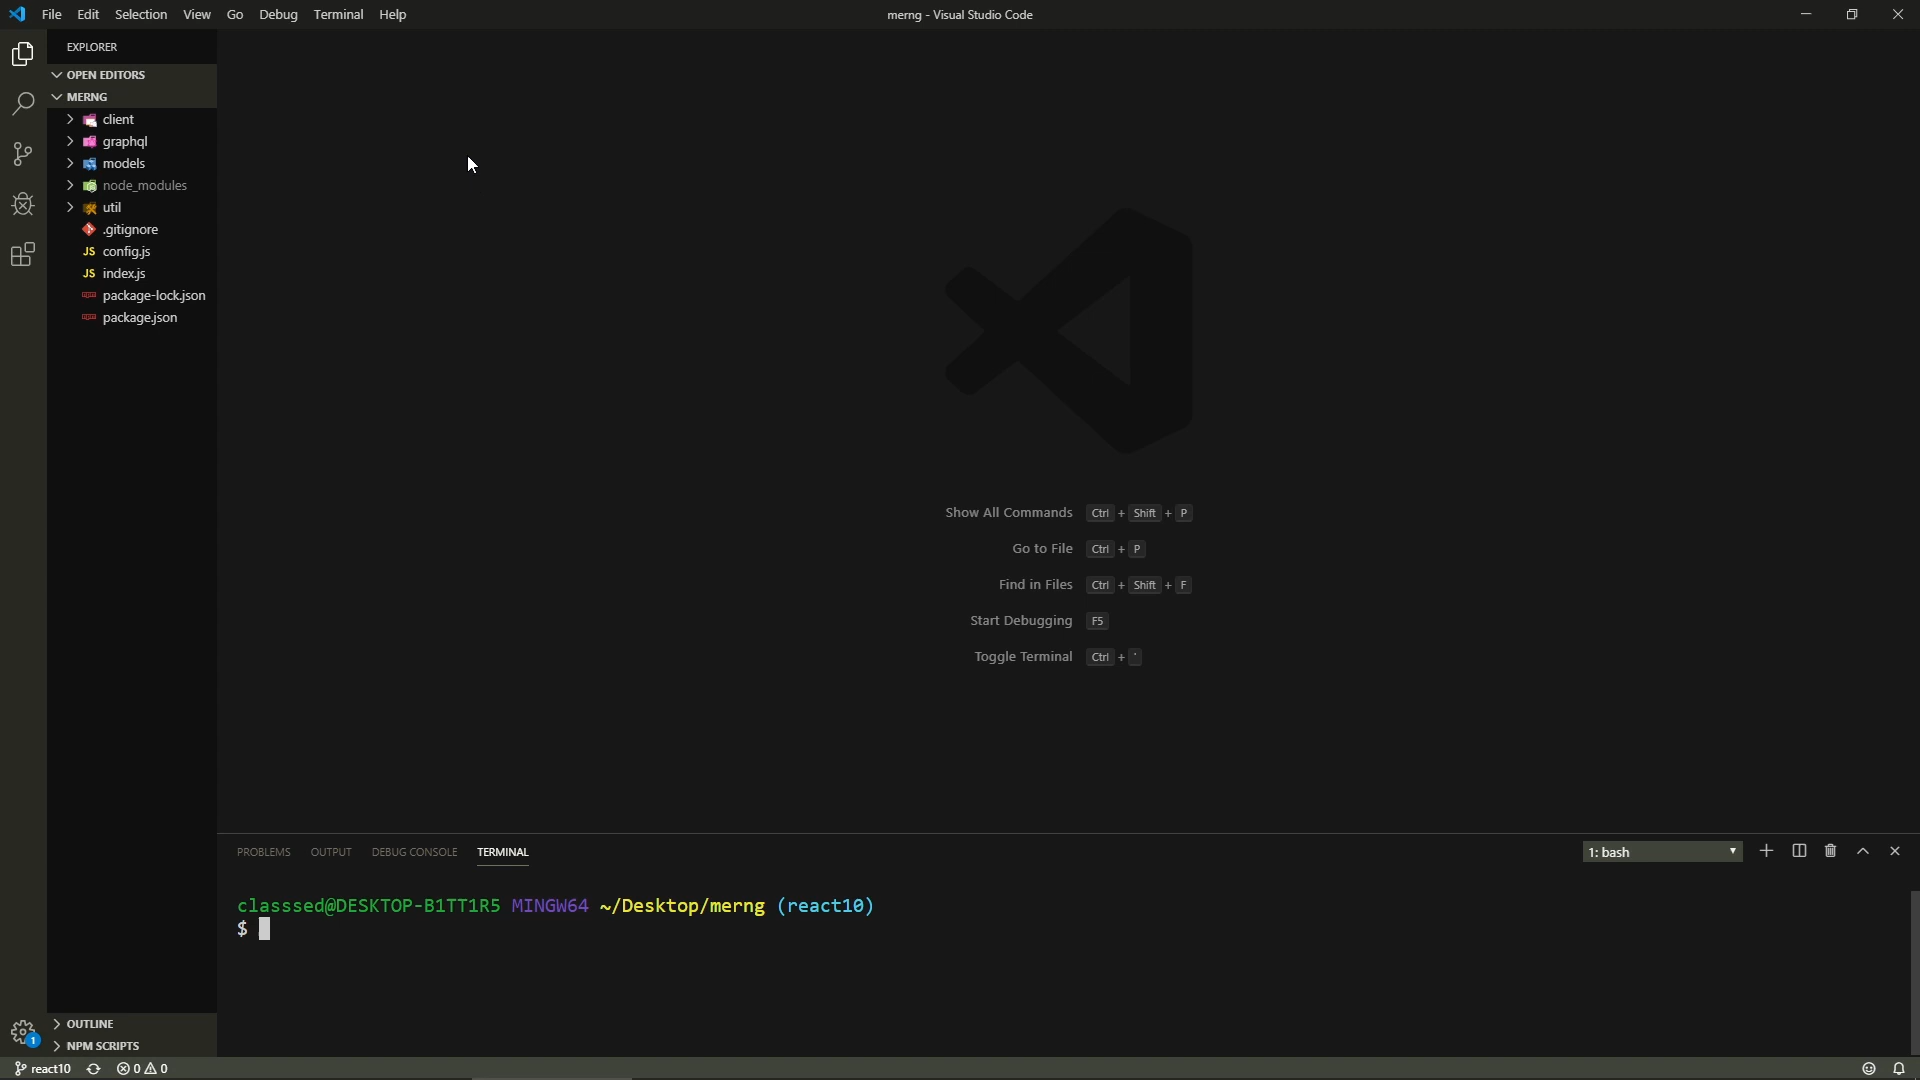 File Edit Selection View Go Debug Terminal Help
merng - Visual Studio Code
EXPLORER
OPEN EDITORS
MERNG
client
graphql
models
node_modules
util
.gitignore
JS config.js
JS index.js
package-lock.json
package.json
Show All Commands Ctrl + Shift + P
Go to File Ctrl + P
Find in Files Ctrl + Shift + F
Start Debugging F5
Toggle Terminal Ctrl + `
PROBLEMS OUTPUT DEBUG CONSOLE TERMINAL
1: bash
classsed@DESKTOP-B1TT1R5 MINGW64 ~/Desktop/merng (react10)
$
OUTLINE
1
NPM SCRIPTS
react10 0 0